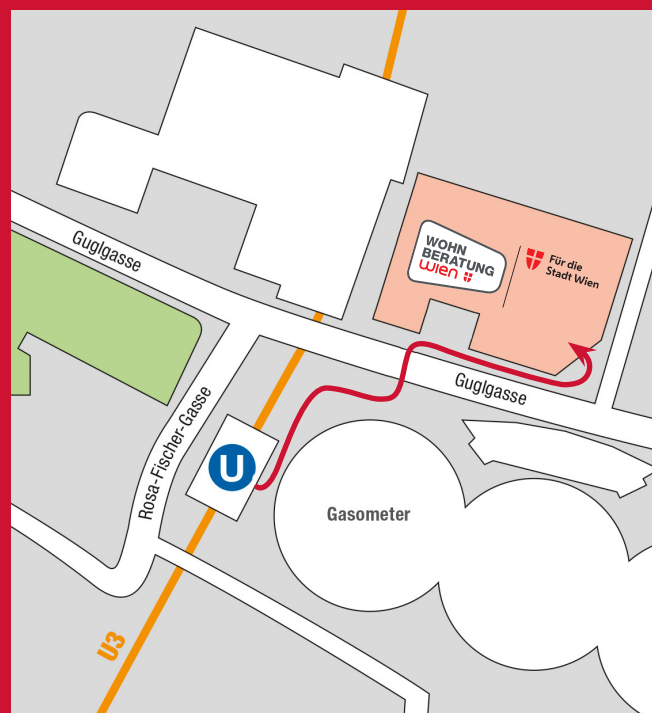 Guglgasse
WOHN
BERATUNG
wien
Für die
Stadt Wien
Guglgasse
Rosa-Fischer-Gasse
U
Gasometer
U3